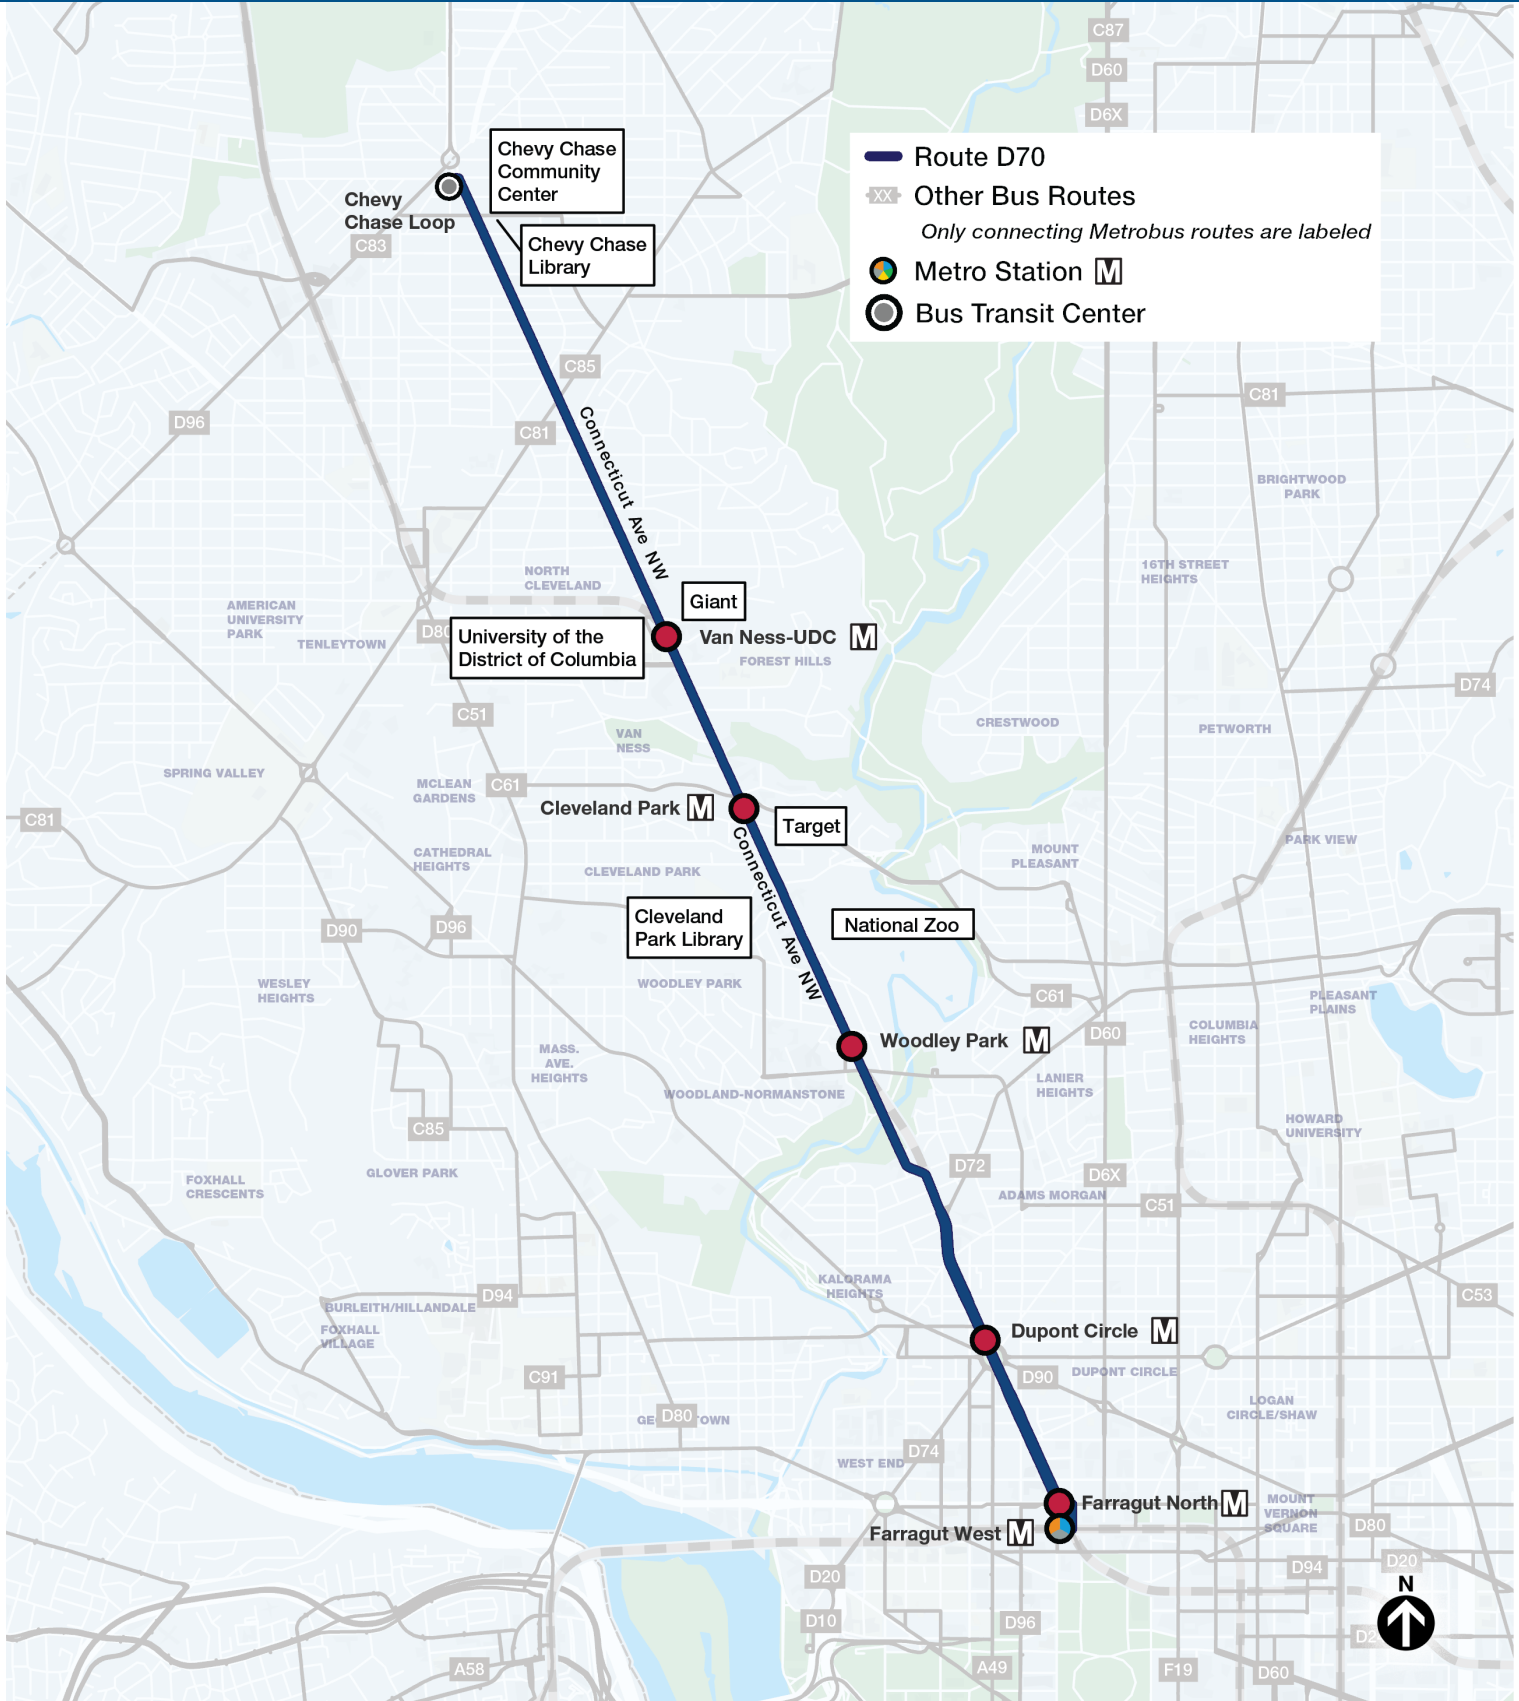 C87
D60
D6X
Chevy Chase
Community
Center
Route D70
XX Other Bus Routes
Only connecting Metrobus routes are labeled
Metro Station M
Bus Transit Center
Chevy
Chase Loop
C83
Chevy Chase
Library
C85
C81
D96
C81
Connecticut Ave NW
BRIGHTWOOD
PARK
16TH STREET
HEIGHTS
NORTH
CLEVELAND
Giant
AMERICAN
UNIVERSITY
PARK
TENLEYTOWN
D80
University of the
District of Columbia
Van Ness-UDC M
FOREST HILLS
D74
C51
CRESTWOOD
PETWORTH
VAN
NESS
SPRING VALLEY
MCLEAN
GARDENS
C61
Cleveland Park M
Target
C81
PARK VIEW
CATHEDRAL
HEIGHTS
CLEVELAND PARK
MOUNT
PLEASANT
Connecticut Ave NW
D90
D96
Cleveland
Park Library
National Zoo
WESLEY
HEIGHTS
WOODLEY PARK
C61
PLEASANT
PLAINS
D60
COLUMBIA
HEIGHTS
Woodley Park M
MASS.
AVE.
HEIGHTS
WOODLAND-NORMANSTONE
LANIER
HEIGHTS
C85
HOWARD
UNIVERSITY
GLOVER PARK
FOXHALL
CRESCENTS
D72
D6X
ADAMS MORGAN
C51
KALORAMA
HEIGHTS
D94
C53
BURLEITH/HILLANDALE
FOXHALL
VILLAGE
Dupont Circle M
DUPONT CIRCLE
C91
D90
LOGAN
CIRCLE/SHAW
D80
D74
WEST END
Farragut North M
MOUNT
VERNON
SQUARE
Farragut West M
D80
D20
D94
D20
N
D10
D96
A58
A49
F19
D60